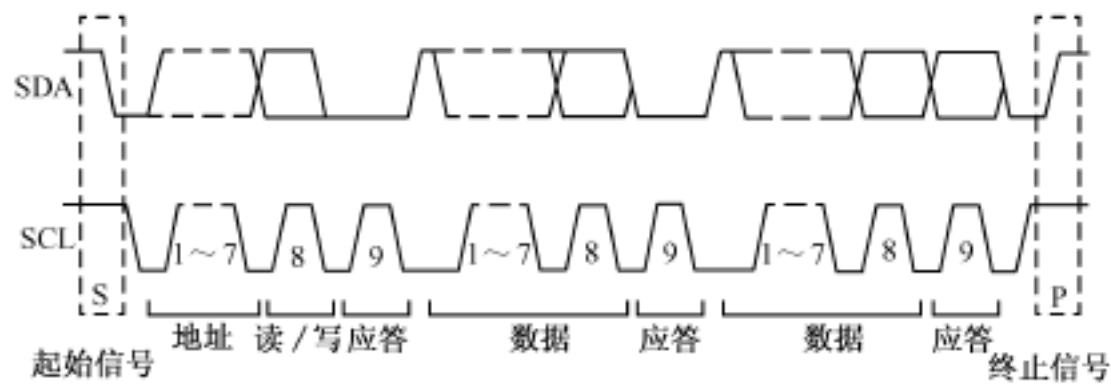 SDA
SCL
1～7 8 9 1～7 8 9 1～7 8 9
S P
地址 读/写 应答 数据 应答 数据 应答
起始信号 终止信号